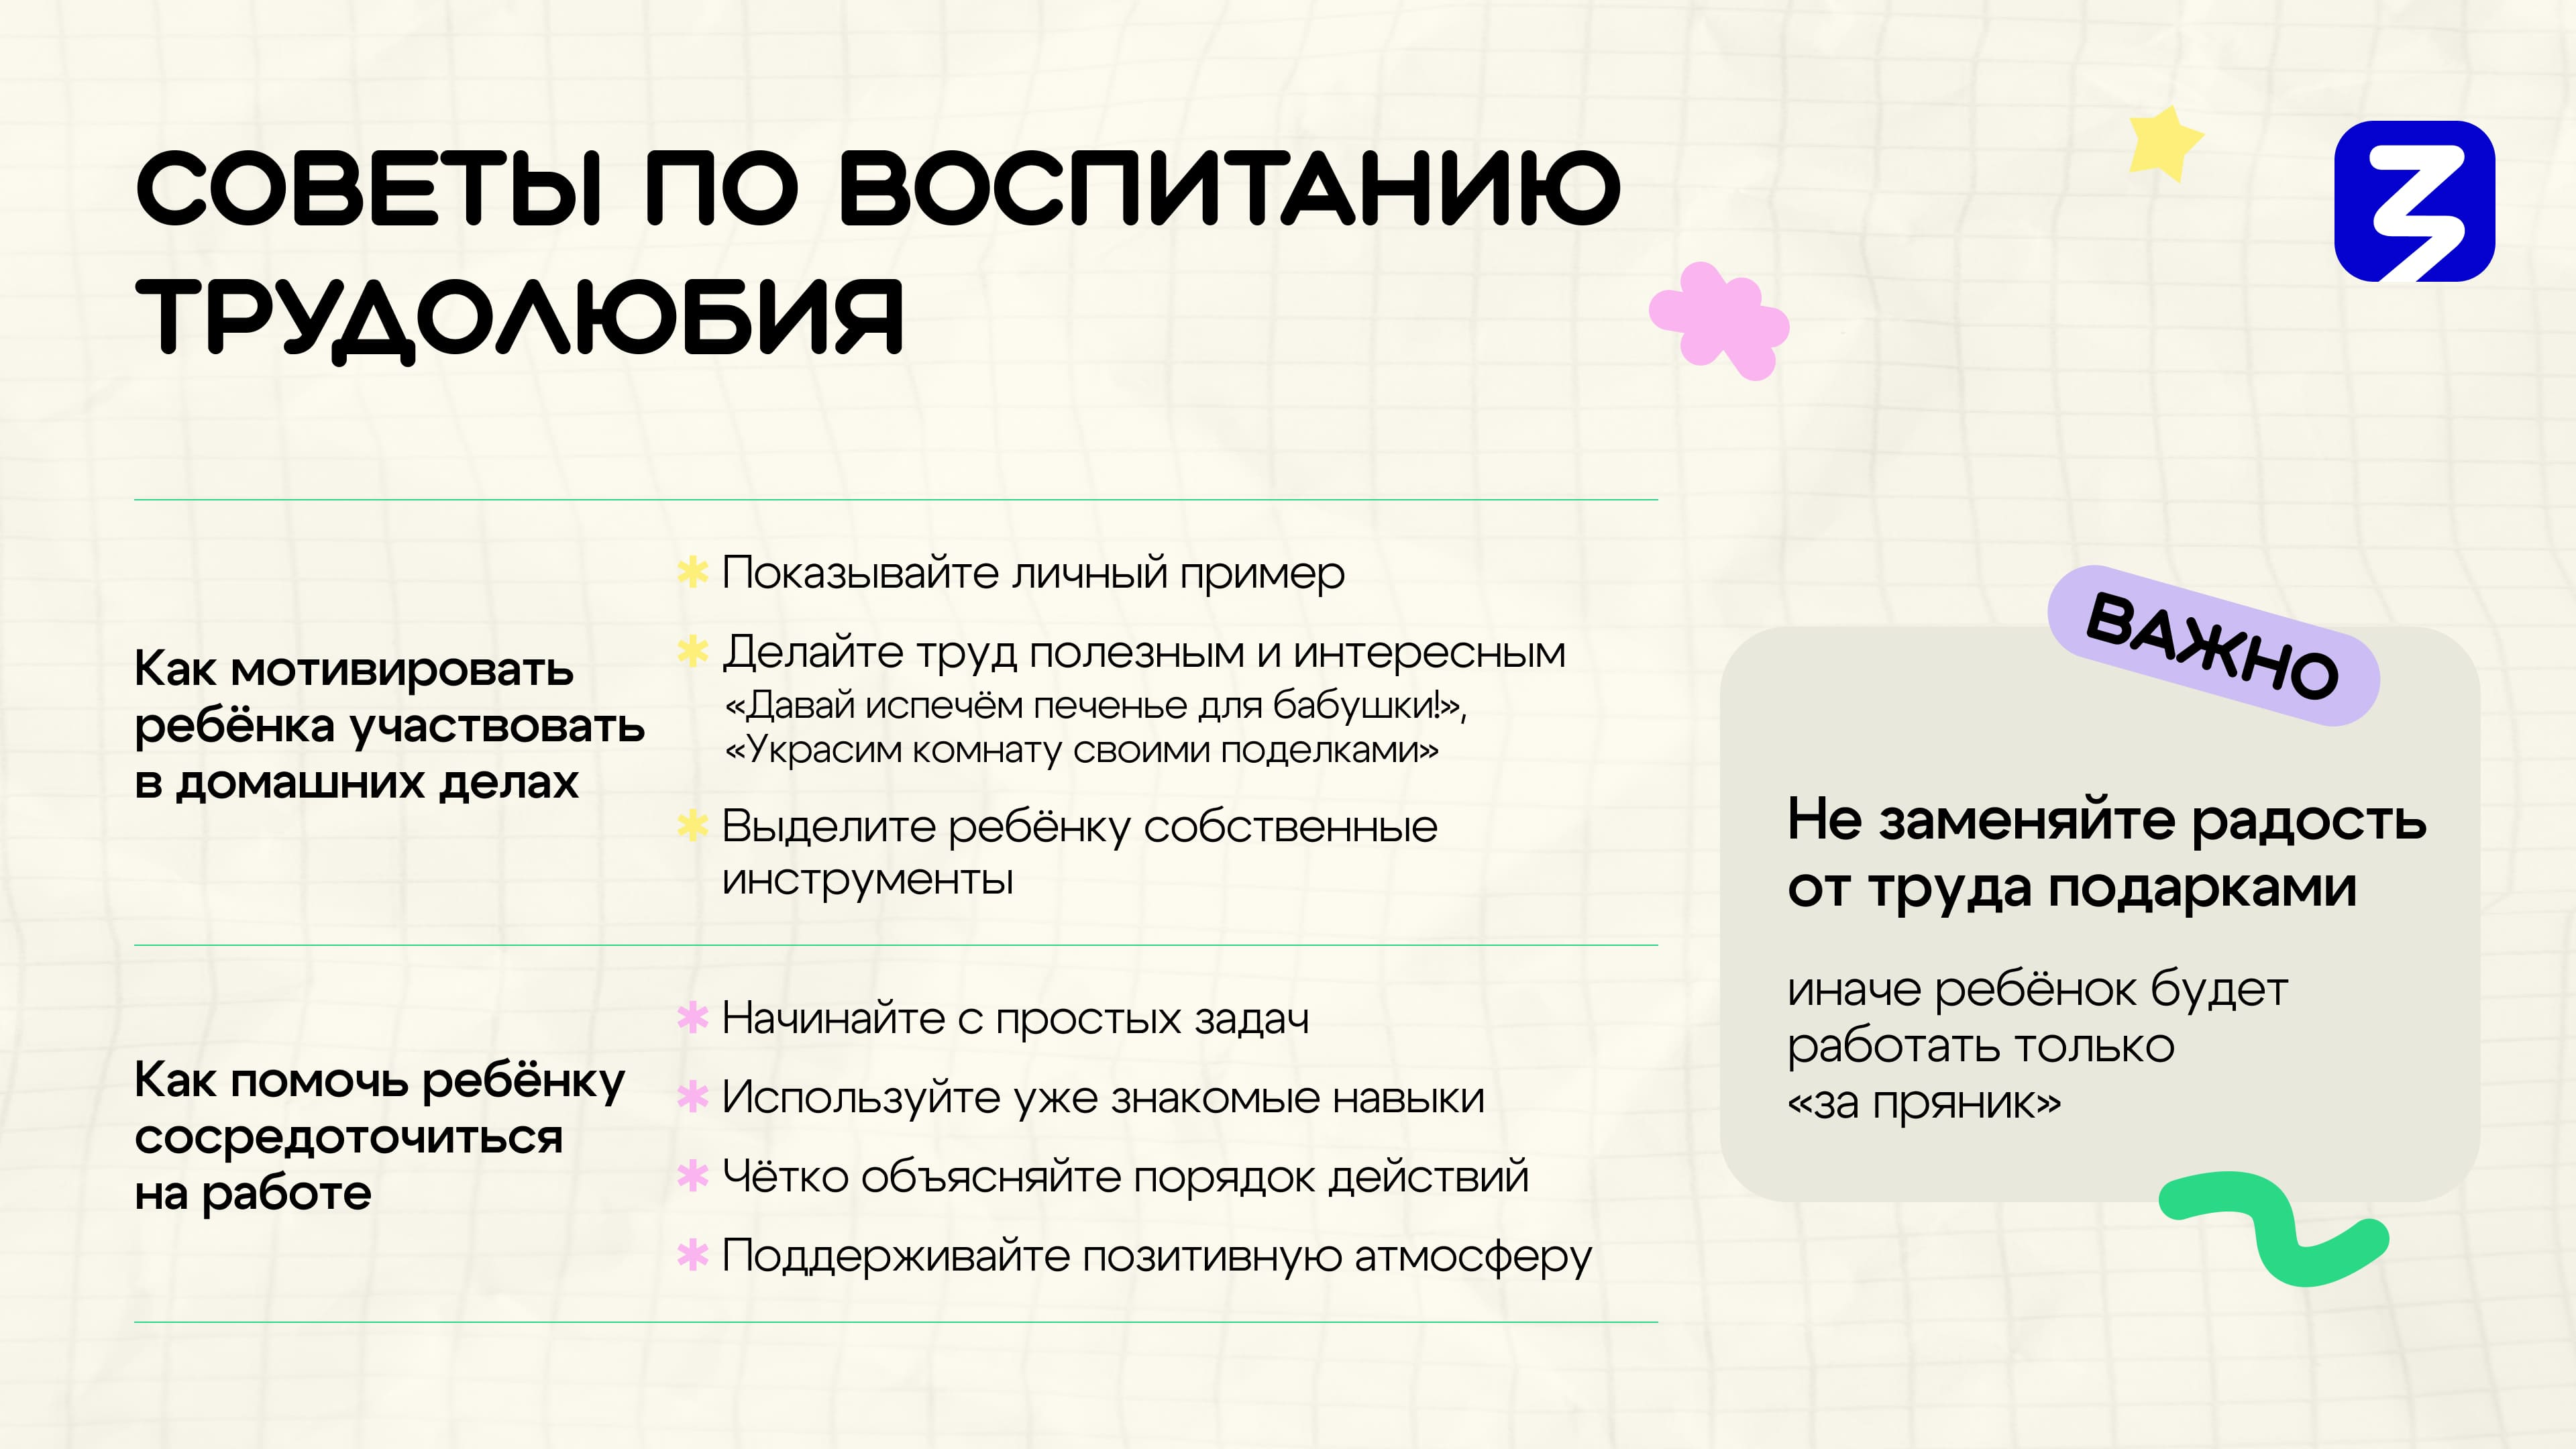 СОВЕТЫ ПО ВОСПИТАНИЮ
ТРУДОЛЮБИЯ
Как мотивировать
ребёнка участвовать
в домашних делах
Показывайте личный пример
Делайте труд полезным и интересным
«Давай испечём печенье для бабушки!»,
«Украсим комнату своими поделками»
Выделите ребёнку собственные
инструменты
Как помочь ребёнку
сосредоточиться
на работе
Начинайте с простых задач
Используйте уже знакомые навыки
Чётко объясняйте порядок действий
Поддерживайте позитивную атмосферу
ВАЖНО
Не заменяйте радость
от труда подарками
иначе ребёнок будет
работать только
«за пряник»